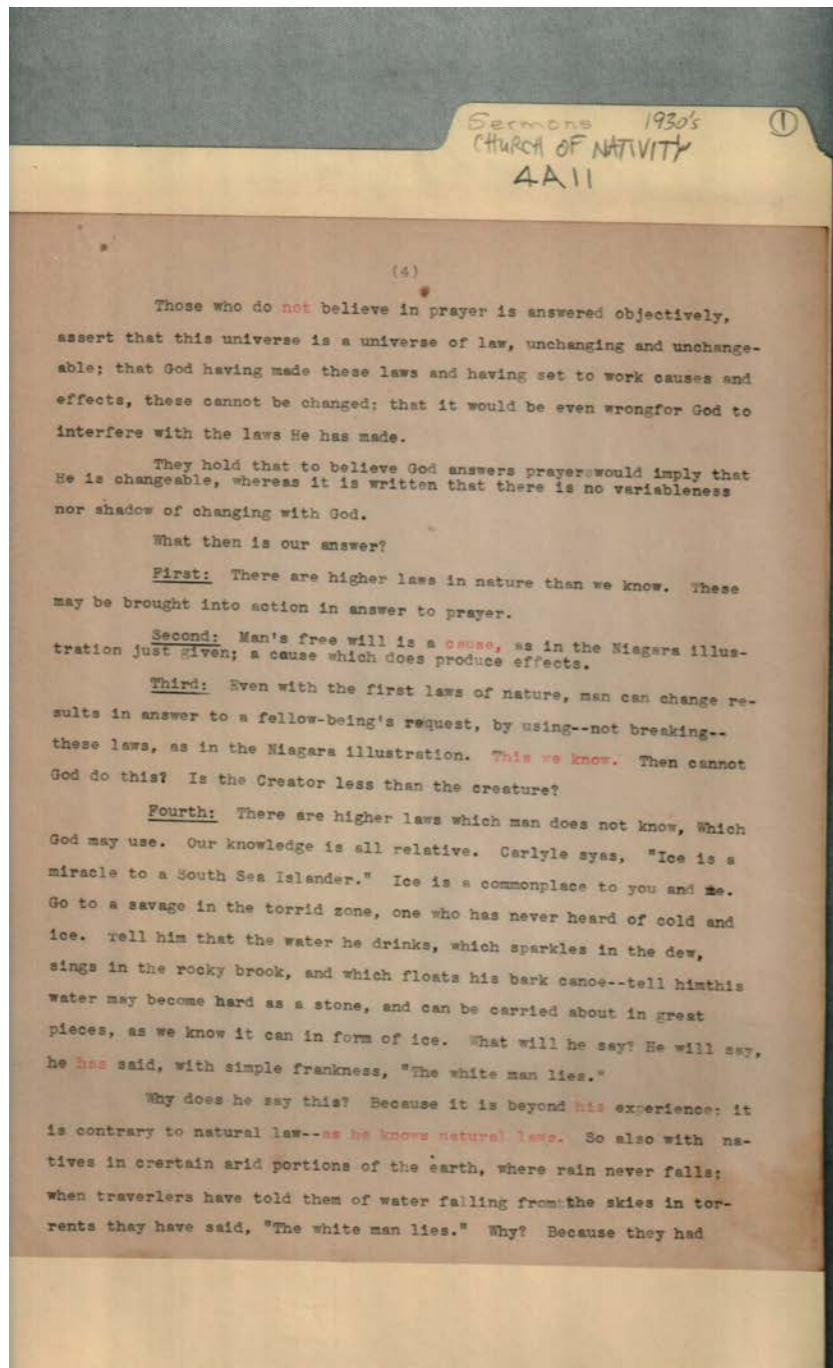 Sermons 1930's ①
CHURCH OF NATIVITY
4A11
(4)
Those who do not believe in prayer is answered objectively,
assert that this universe is a universe of law, unchanging and unchange-
able; that God having made these laws and having set to work causes and
effects, these cannot be changed: that it would be even wrongfor God to
interfere with the laws He has made.
They hold that to believe God answers prayer would imply that
He is changeable, whereas it is written that there is no variableness
nor shadow of changing with God.
What then is our answer?
First: There are higher laws in nature than we know. These
may be brought into action in answer to prayer.
Second: Man's free will is a cause, as in the Niagara illus-
tration just given; a cause which does produce effects.
Third: Even with the first laws of nature, man can change re-
sults in answer to a fellow-being's request, by using--not breaking--
these laws, as in the Niagara illustration. This we know. Then cannot
God do this? Is the Creator less than the creature?
Fourth: There are higher laws which man does not know, Which
God may use. Our knowledge is all relative. Carlyle syas, "Ice is a
miracle to a South Sea Islander." Ice is a commonplace to you and me.
Go to a savage in the torrid zone, one who has never heard of cold and
ice. Tell him that the water he drinks, which sparkles in the dew,
sings in the rocky brook, and which floats his bark canoe--tell himthis
water may become hard as a stone, and can be carried about in great
pieces, as we know it can in form of ice. What will he say? He will say,
he has said, with simple frankness, "The white man lies."
Why does he say this? Because it is beyond his experience: it
is contrary to natural law--as he knows natural laws. So also with na-
tives in crertain arid portions of the earth, where rain never falls;
when traverlers have told them of water falling from the skies in tor-
rents thay have said, "The white man lies." Why? Because they had